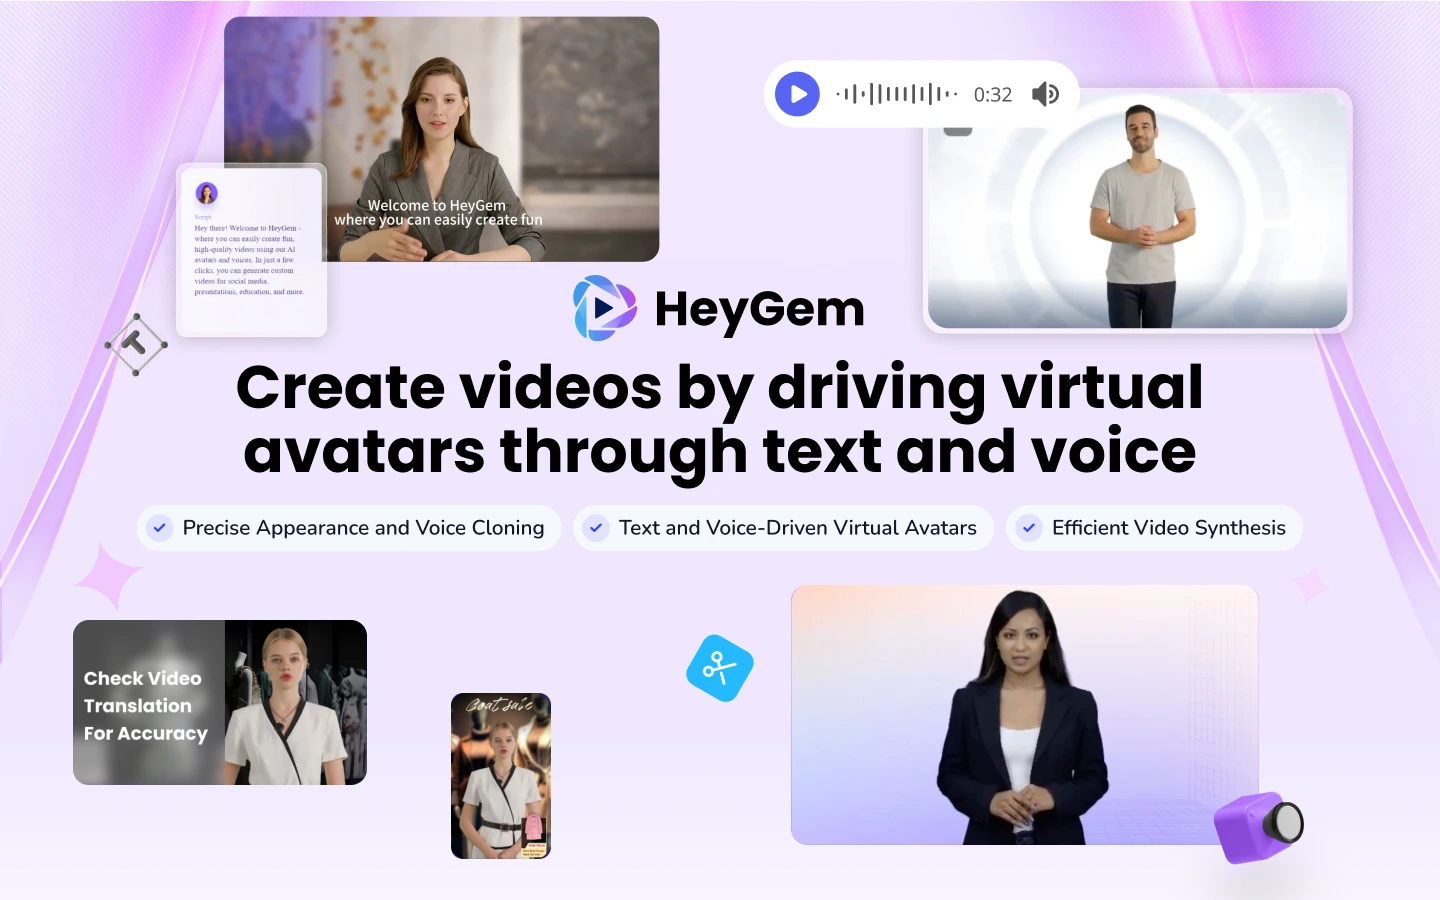 0:32
Welcome to HeyGem
where you can easily create fun
Script
Hey there! Welcome to HeyGem -
where you can easily create fun,
high-quality videos using our AI
avatars and voices. In just a few
clicks, you can generate custom
videos for social media,
presentations, education, and more.
HeyGem
Create videos by driving virtual
avatars through text and voice
Precise Appearance and Voice Cloning
Text and Voice-Driven Virtual Avatars
Efficient Video Synthesis
Check Video
Translation
For Accuracy
Coat sale